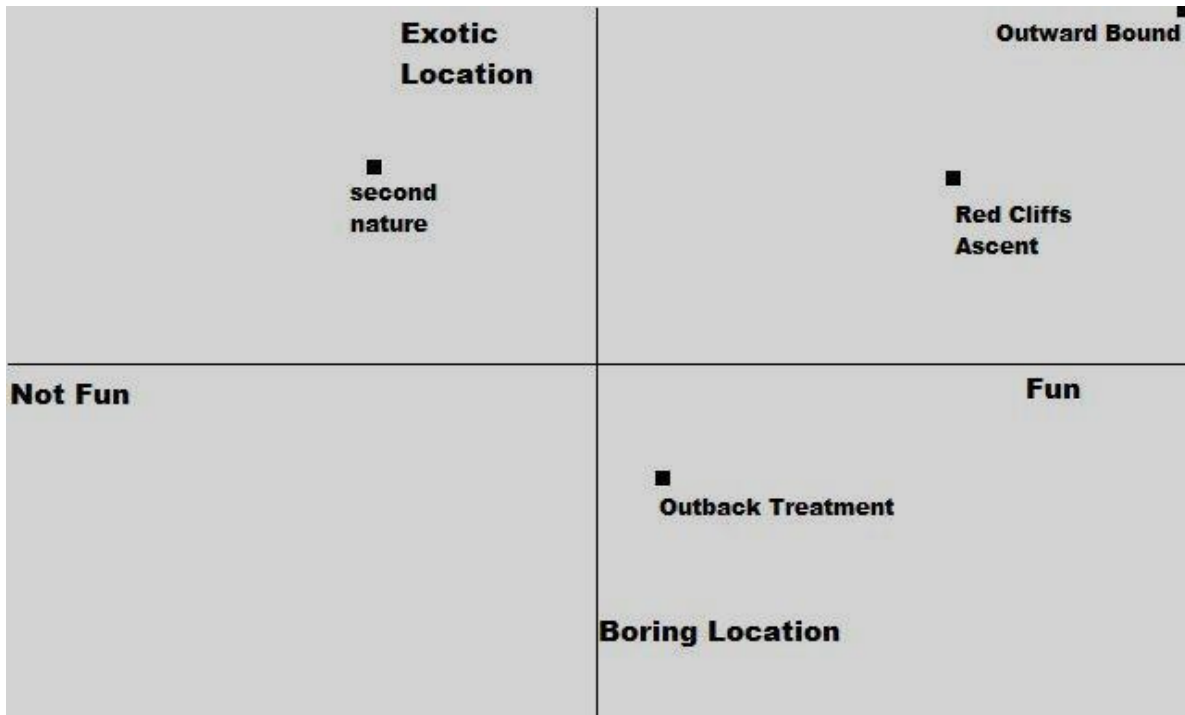 Exotic
Location
Outward Bound
second
nature
Red Cliffs
Ascent
Not Fun
Fun
Outback Treatment
Boring Location